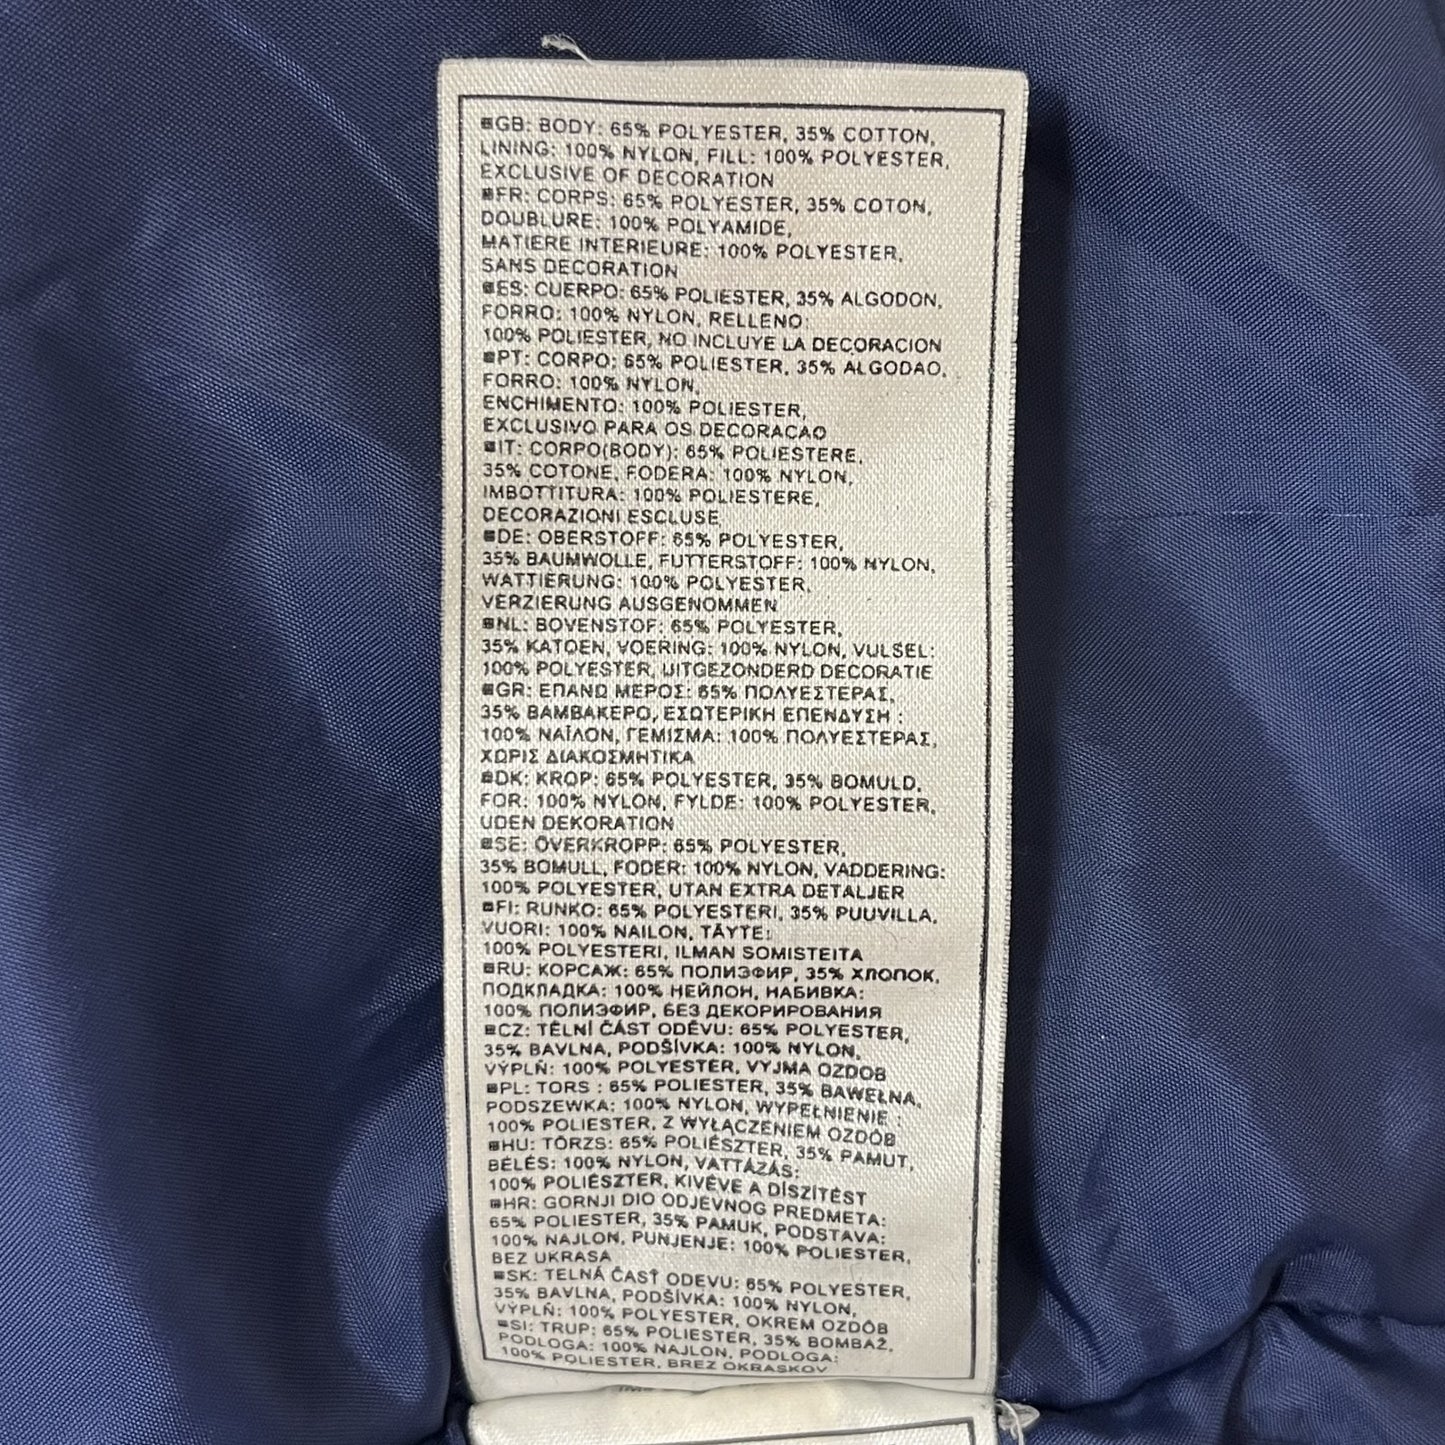 GB: BODY: 65% POLYESTER, 35% COTTON,
LINING: 100% NYLON, FILL: 100% POLYESTER,
EXCLUSIVE OF DECORATION
FR: CORPS: 65% POLYESTER, 35% COTON,
DOUBLURE: 100% POLYAMIDE,
MATIERE INTERIEURE: 100% POLYESTER,
SANS DECORATION
ES: CUERPO: 65% POLIESTER, 35% ALGODON,
FORRO: 100% NYLON, RELLENO:
100% POLIESTER, NO INCLUYE LA DECORACION
PT: CORPO: 65% POLIESTER, 35% ALGODAO,
FORRO: 100% NYLON,
ENCHIMENTO: 100% POLIESTER,
EXCLUSIVO PARA OS DECORACAO
IT: CORPO(BODY): 65% POLIESTERE,
35% COTONE, FODERA: 100% NYLON,
IMBOTTITURA: 100% POLIESTERE,
DECORAZIONI ESCLUSE
DE: OBERSTOFF: 65% POLYESTER,
35% BAUMWOLLE, FUTTERSTOFF: 100% NYLON,
WATTIERUNG: 100% POLYESTER,
VERZIERUNG AUSGENOMMEN
NL: BOVENSTOF: 65% POLYESTER,
35% KATOEN, VOERING: 100% NYLON, VULSEL:
100% POLYESTER, UITGEZONDERD DECORATIE
GR: ΕΠΑΝΩ ΜΕΡΟΣ: 65% ΠΟΛΥΕΣΤΕΡΑΣ,
35% ΒΑΜΒΑΚΕΡΟ, ΕΣΩΤΕΡΙΚΗ ΕΠΕΝΔΥΣΗ :
100% ΝΑΪΛΟΝ, ΓΕΜΙΣΜΑ: 100% ΠΟΛΥΕΣΤΕΡΑΣ,
ΧΩΡΙΣ ΔΙΑΚΟΣΜΗΤΙΚΑ
DK: KROP: 65% POLYESTER, 35% BOMULD,
FOR: 100% NYLON, FYLDE: 100% POLYESTER,
UDEN DEKORATION
SE: ÖVERKROPP: 65% POLYESTER,
35% BOMULL, FODER: 100% NYLON, VADDERING:
100% POLYESTER, UTAN EXTRA DETALJER
FI: RUNKO: 65% POLYESTERI, 35% PUUVILLA,
VUORI: 100% NAILON, TÄYTE:
100% POLYESTERI, ILMAN SOMISTEITA
RU: КОРСАЖ: 65% ПОЛИЭФИР, 35% ХЛОПОК,
ПОДКЛАДКА: 100% НЕЙЛОН, НАБИВКА:
100% ПОЛИЭФИР, БЕЗ ДЕКОРИРОВАНИЯ
CZ: TĚLNÍ ČÁST ODĚVU: 65% POLYESTER,
35% BAVLNA, PODŠÍVKA: 100% NYLON,
VÝPLŇ: 100% POLYESTER, VYJMA OZDOB
PL: TORS : 65% POLIESTER, 35% BAWEŁNA,
PODSZEWKA: 100% NYLON, WYPEŁNIENIE :
100% POLIESTER, Z WYŁĄCZENIEM OZDÓB
HU: TÖRZS: 65% POLIÉSZTER, 35% PAMUT,
BÉLÉS: 100% NYLON, VATTÁZÁS:
100% POLIÉSZTER, KIVÉVE A DÍSZÍTÉST
HR: GORNJI DIO ODJEVNOG PREDMETA:
65% POLIESTER, 35% PAMUK, PODSTAVA:
100% NAJLON, PUNJENJE: 100% POLIESTER,
BEZ UKRASA
SK: TELNÁ ČASŤ ODEVU: 65% POLYESTER,
35% BAVLNA, PODŠÍVKA: 100% NYLON,
VÝPLŇ: 100% POLYESTER, OKREM OZDÔB
SI: TRUP: 65% POLIESTER, 35% BOMBAŽ,
PODLOGA: 100% NAJLON, PODLOGA:
100% POLIESTER, BREZ OKRASKOV